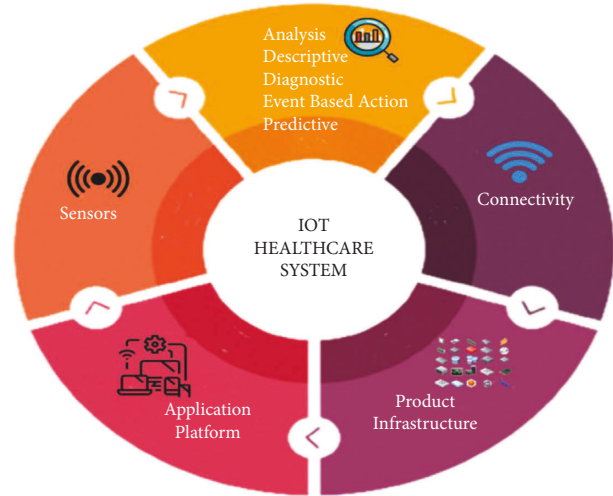 Analysis
Descriptive
Diagnostic
Event Based Action
Predictive
Sensors
Connectivity
IOT
HEALTHCARE
SYSTEM
Application
Platform
Product
Infrastructure